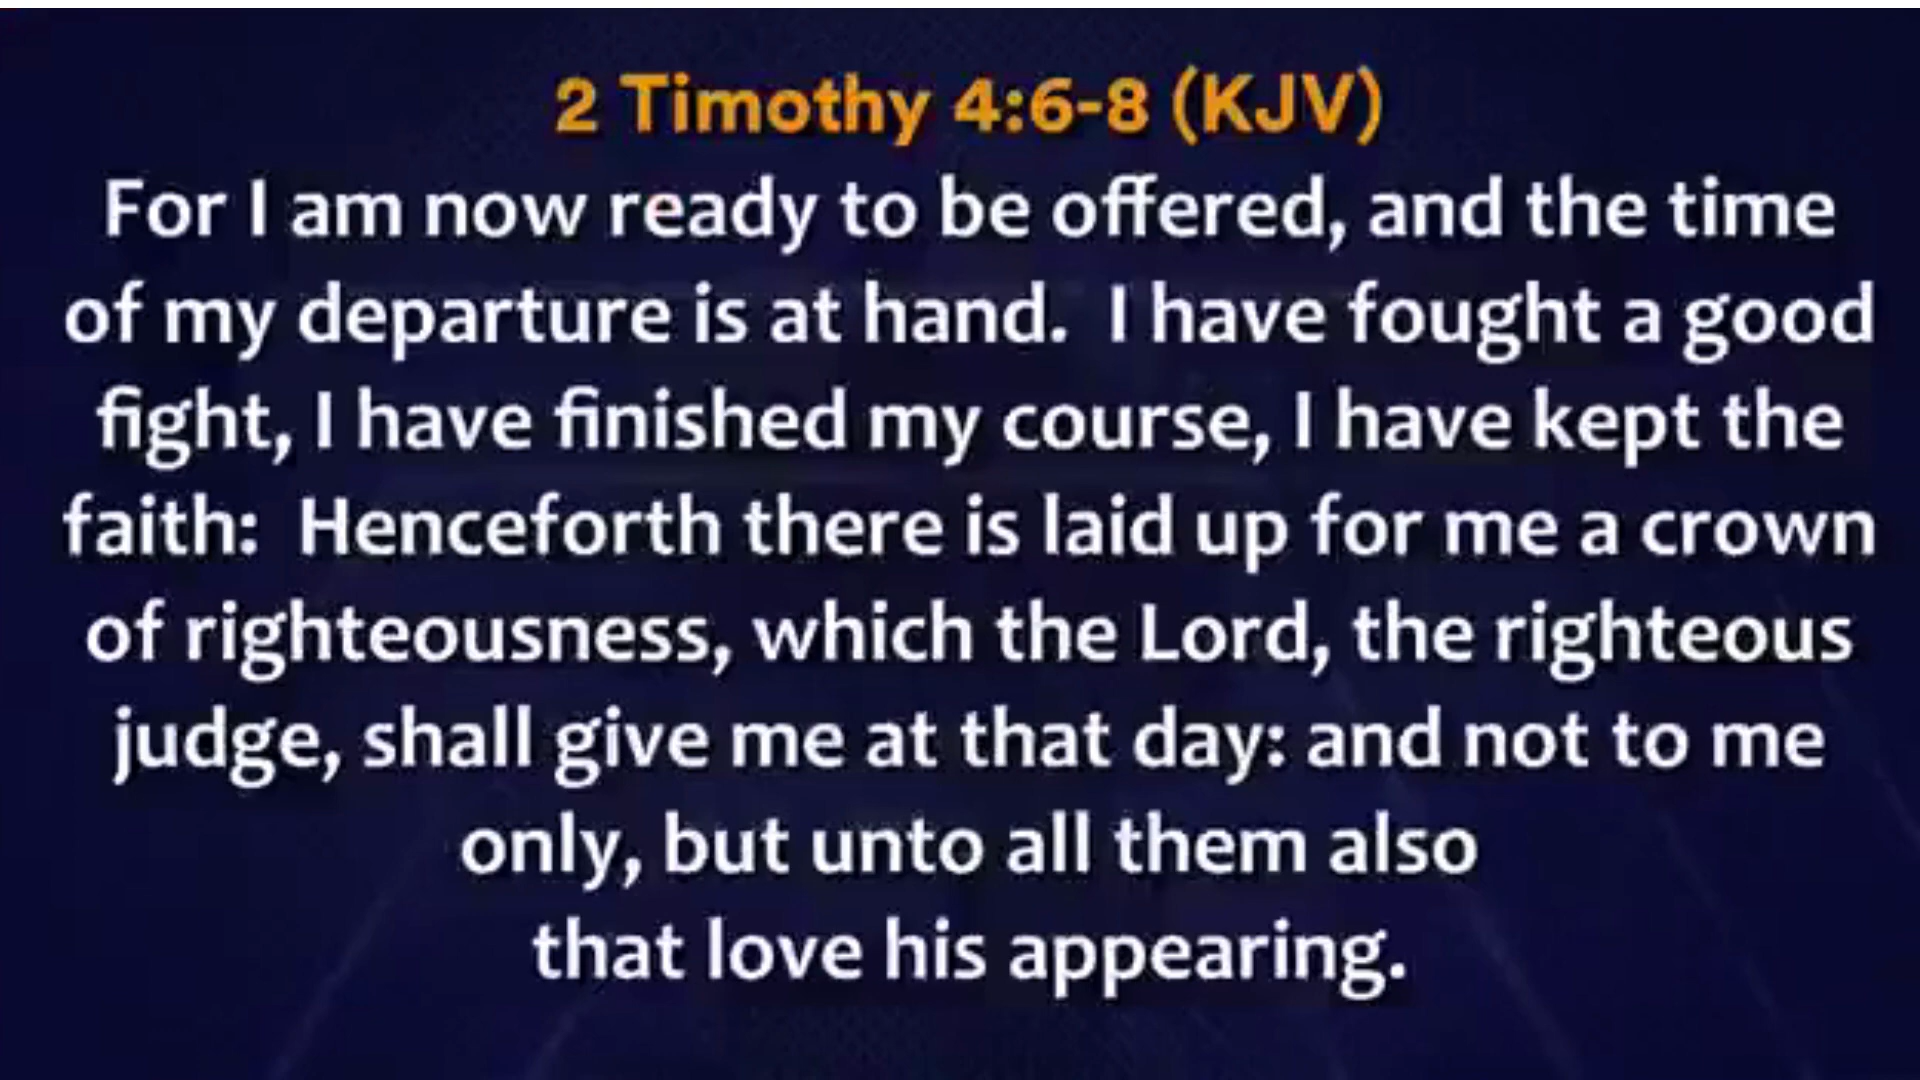 2 Timothy 4:6-8 (KJV)
For I am now ready to be offered, and the time
of my departure is at hand.  I have fought a good
fight, I have finished my course, I have kept the
faith:  Henceforth there is laid up for me a crown
of righteousness, which the Lord, the righteous
judge, shall give me at that day: and not to me
only, but unto all them also
that love his appearing.